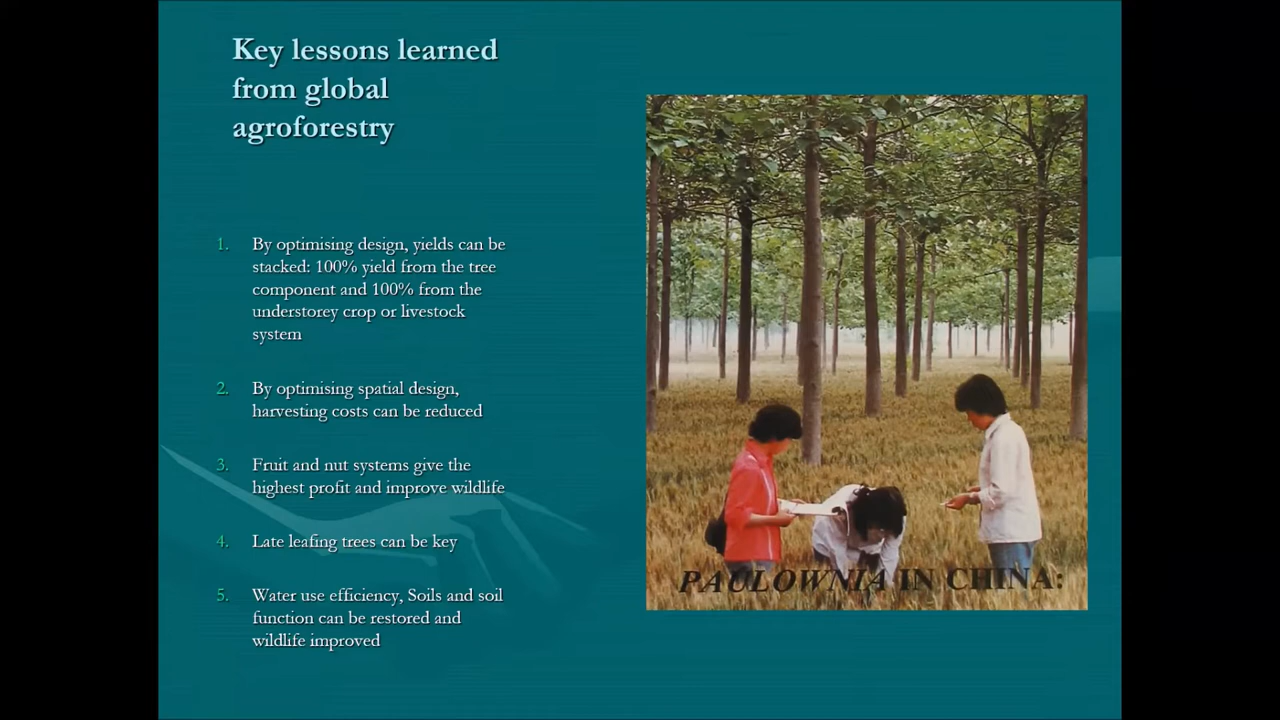 Key lessons learned
from global
agroforestry
1. By optimising design, yields can be
stacked: 100% yield from the tree
component and 100% from the
understorey crop or livestock
system
2. By optimising spatial design,
harvesting costs can be reduced
3. Fruit and nut systems give the
highest profit and improve wildlife
4. Late leafing trees can be key
5. Water use efficiency, Soils and soil
function can be restored and
wildlife improved
PAULOWNIA IN CHINA: